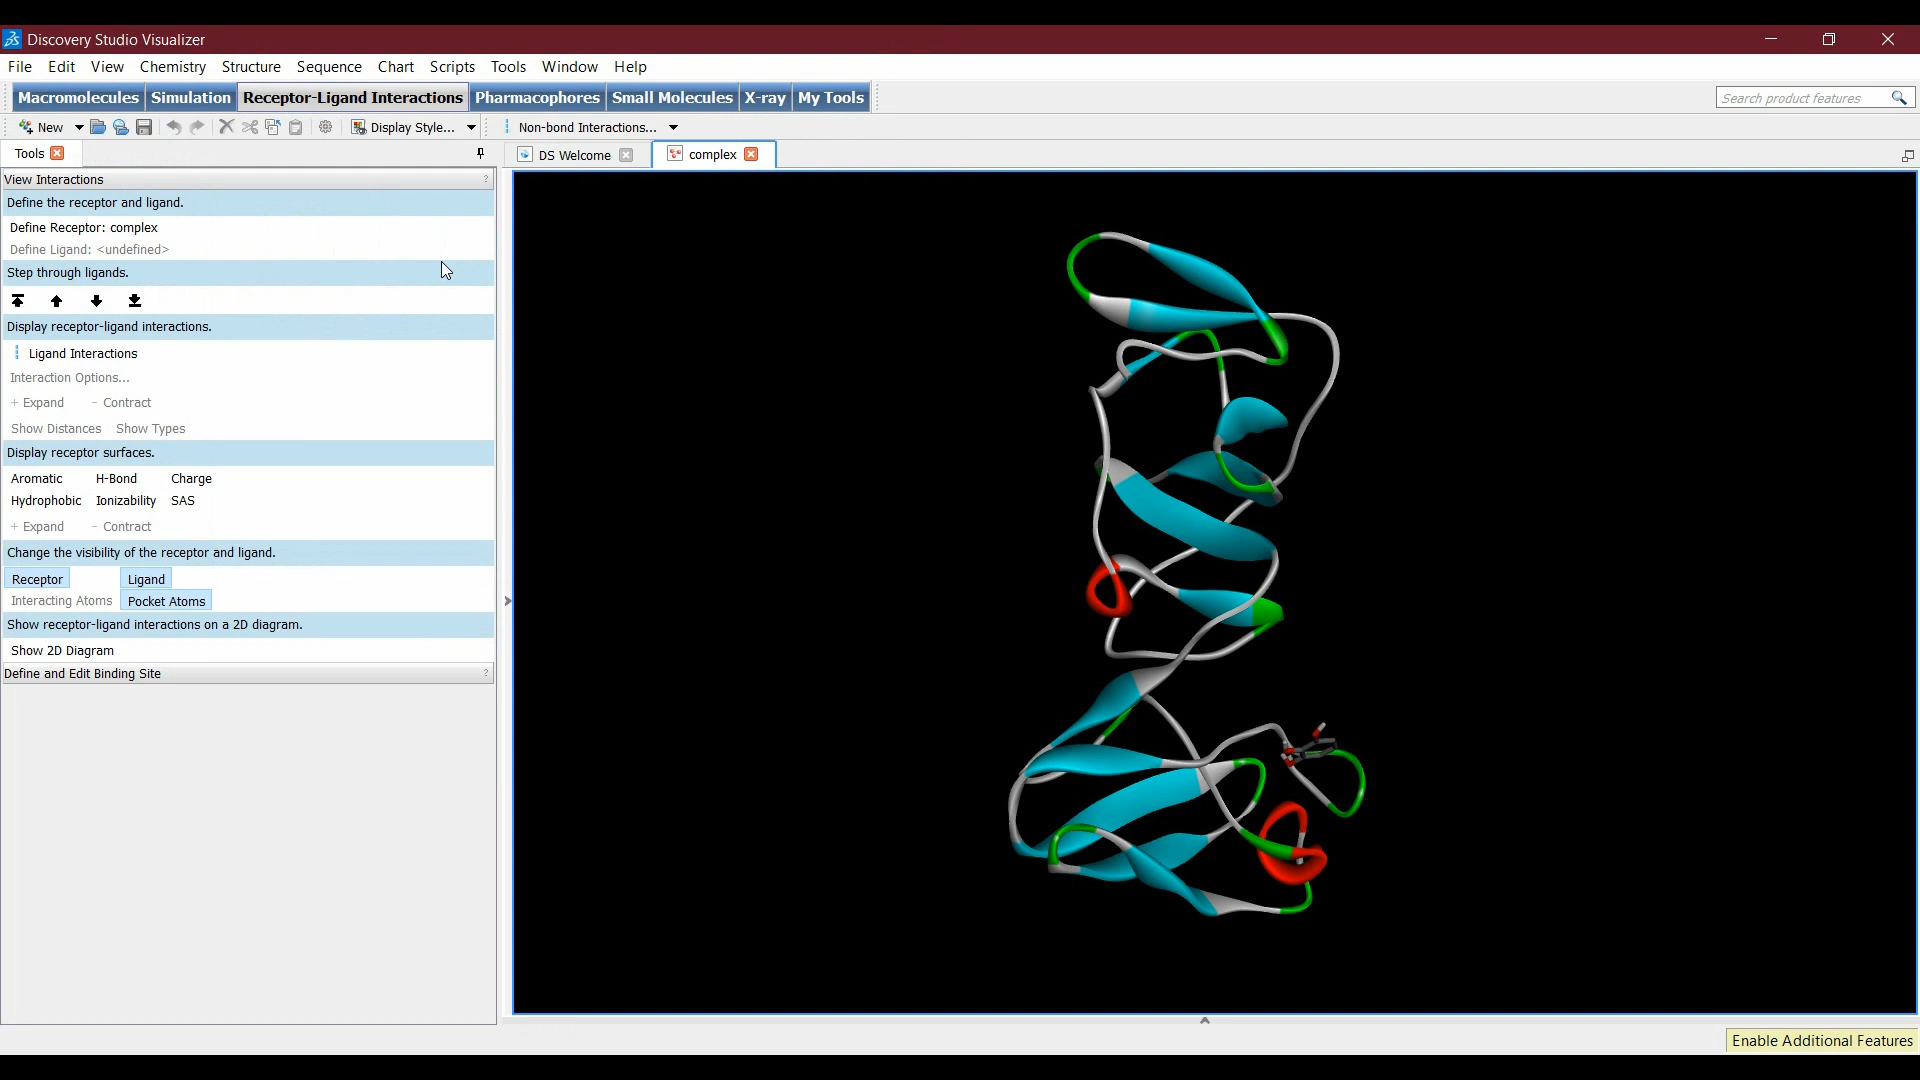 Discovery Studio Visualizer
File Edit View Chemistry Structure Sequence Chart Scripts Tools Window Help
Macromolecules Simulation Receptor-Ligand Interactions Pharmacophores Small Molecules X-ray My Tools
Search product features
New Display Style... Non-bond Interactions...
Tools
DS Welcome complex
View Interactions ?
Define the receptor and ligand.
Define Receptor: complex
Define Ligand: <undefined>
Step through ligands.
Display receptor-ligand interactions.
Ligand Interactions
Interaction Options...
+ Expand - Contract
Show Distances Show Types
Display receptor surfaces.
Aromatic H-Bond Charge
Hydrophobic Ionizability SAS
+ Expand - Contract
Change the visibility of the receptor and ligand.
Receptor Ligand
Interacting Atoms Pocket Atoms
Show receptor-ligand interactions on a 2D diagram.
Show 2D Diagram
Define and Edit Binding Site ?
Enable Additional Features